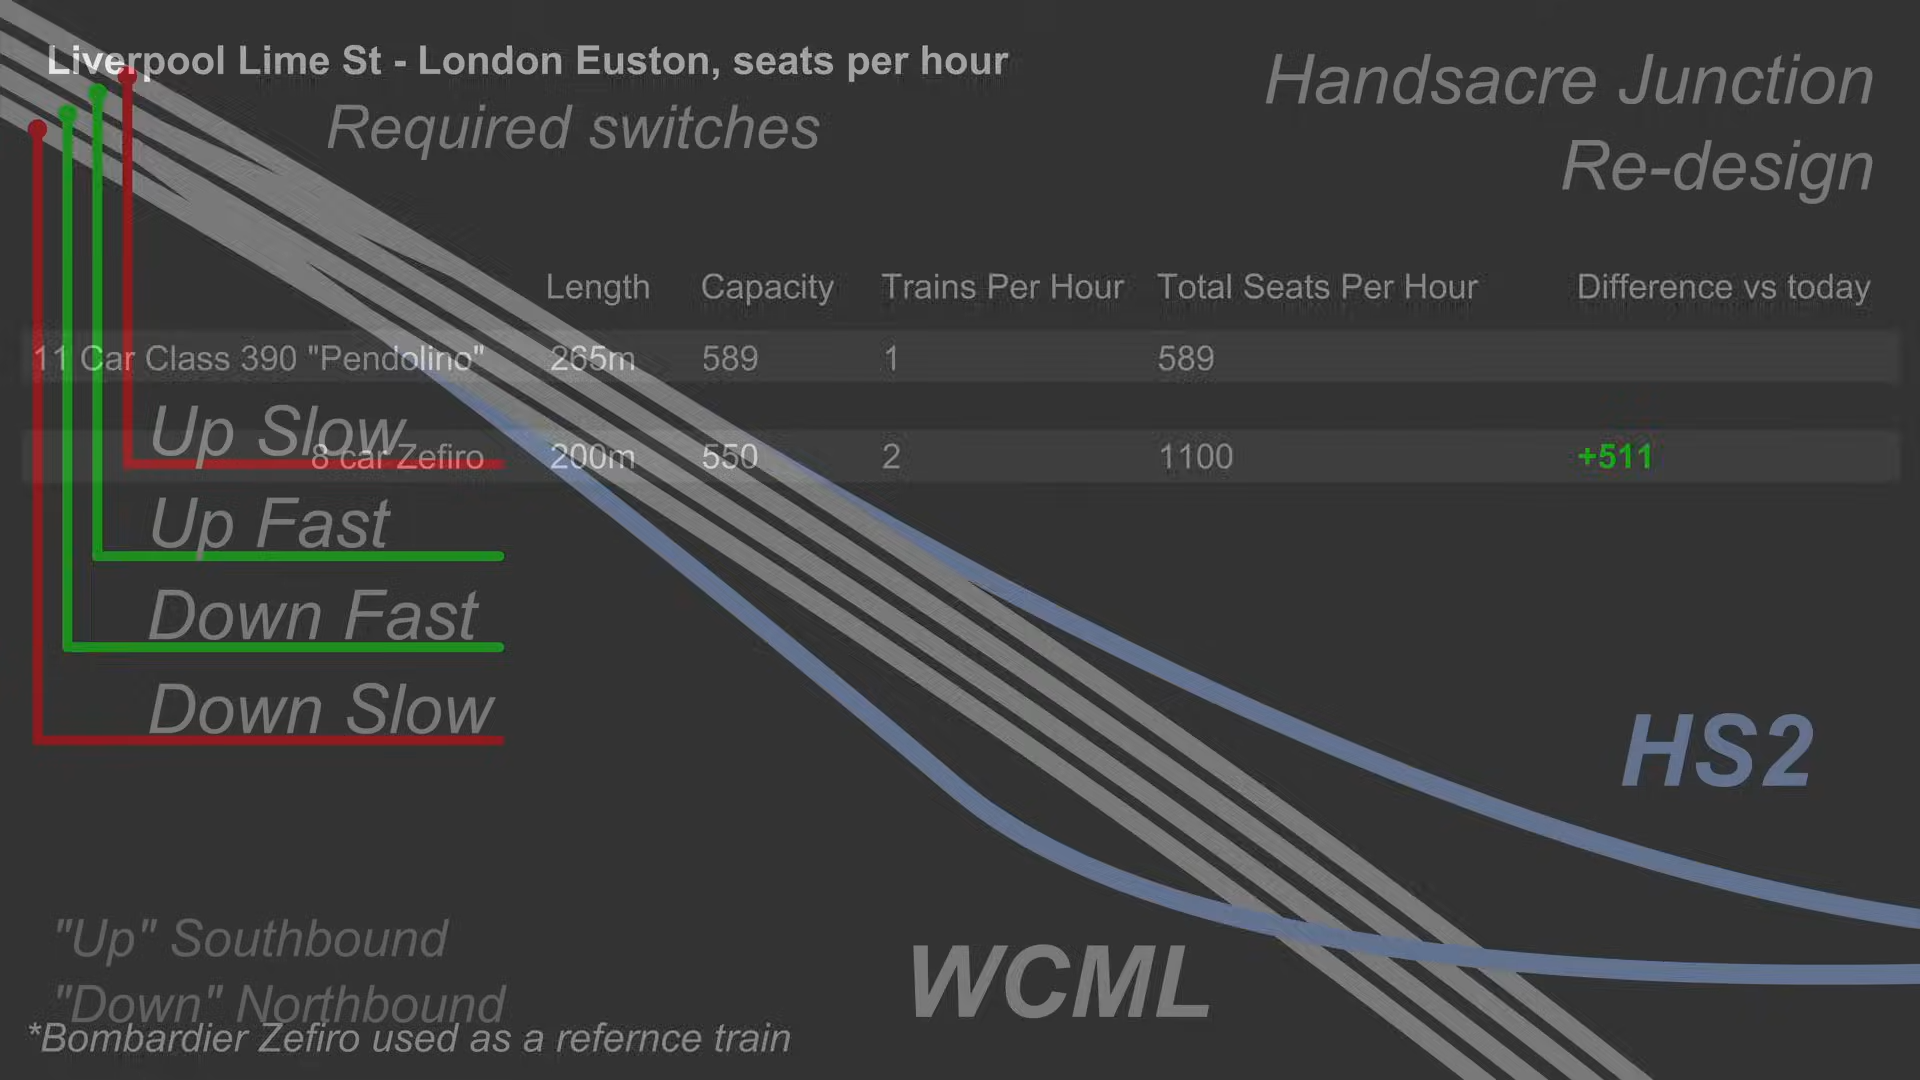 Liverpool Lime St - London Euston, seats per hour
Required switches
Handsacre Junction
Re-design
Length Capacity Trains Per Hour Total Seats Per Hour Difference vs today
11 Car Class 390 "Pendolino" 265m 589 1 589
8 car Zefiro 200m 550 2 1100 +511
Up Slow
Up Fast
Down Fast
Down Slow
HS2
WCML
"Up" Southbound
"Down" Northbound
*Bombardier Zefiro used as a refernce train